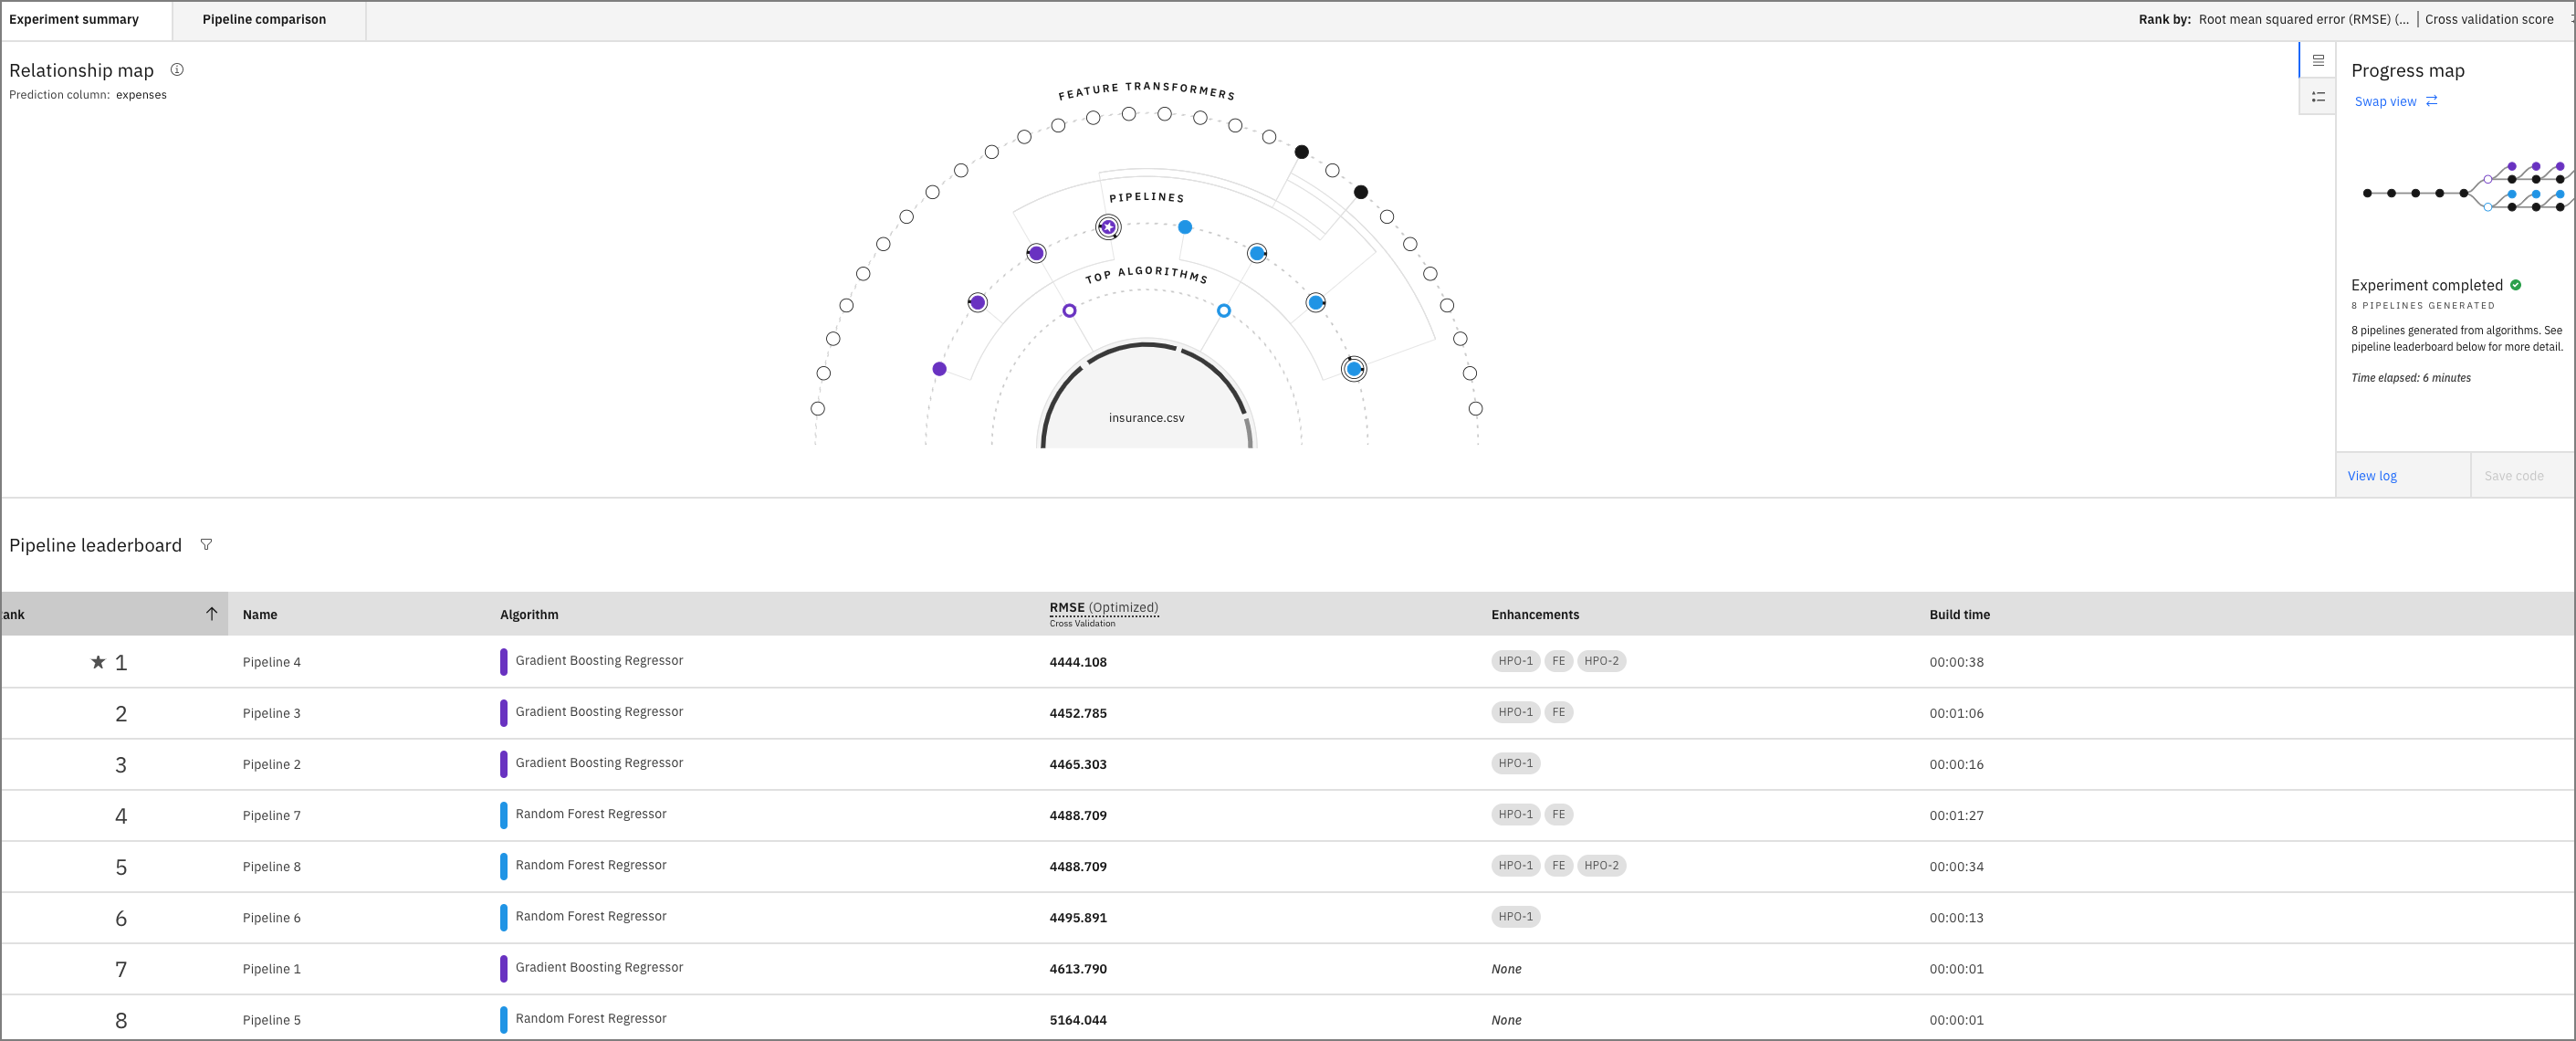 Experiment summary
Pipeline comparison
Rank by: Root mean squared error (RMSE) (... | Cross validation score
Relationship map
Prediction column: expenses
FEATURE TRANSFORMERS
PIPELINES
TOP ALGORITHMS
insurance.csv
Progress map
Swap view
Experiment completed
8 PIPELINES GENERATED
8 pipelines generated from algorithms. See
pipeline leaderboard below for more detail.
Time elapsed: 6 minutes
View log
Save code
Pipeline leaderboard
ank Name Algorithm RMSE (Optimized) Enhancements Build time
Cross Validation
1 Pipeline 4 Gradient Boosting Regressor 4444.108 HPO-1 FE HPO-2 00:00:38
2 Pipeline 3 Gradient Boosting Regressor 4452.785 HPO-1 FE 00:01:06
3 Pipeline 2 Gradient Boosting Regressor 4465.303 HPO-1 00:00:16
4 Pipeline 7 Random Forest Regressor 4488.709 HPO-1 FE 00:01:27
5 Pipeline 8 Random Forest Regressor 4488.709 HPO-1 FE HPO-2 00:00:34
6 Pipeline 6 Random Forest Regressor 4495.891 HPO-1 00:00:13
7 Pipeline 1 Gradient Boosting Regressor 4613.790 None 00:00:01
8 Pipeline 5 Random Forest Regressor 5164.044 None 00:00:01